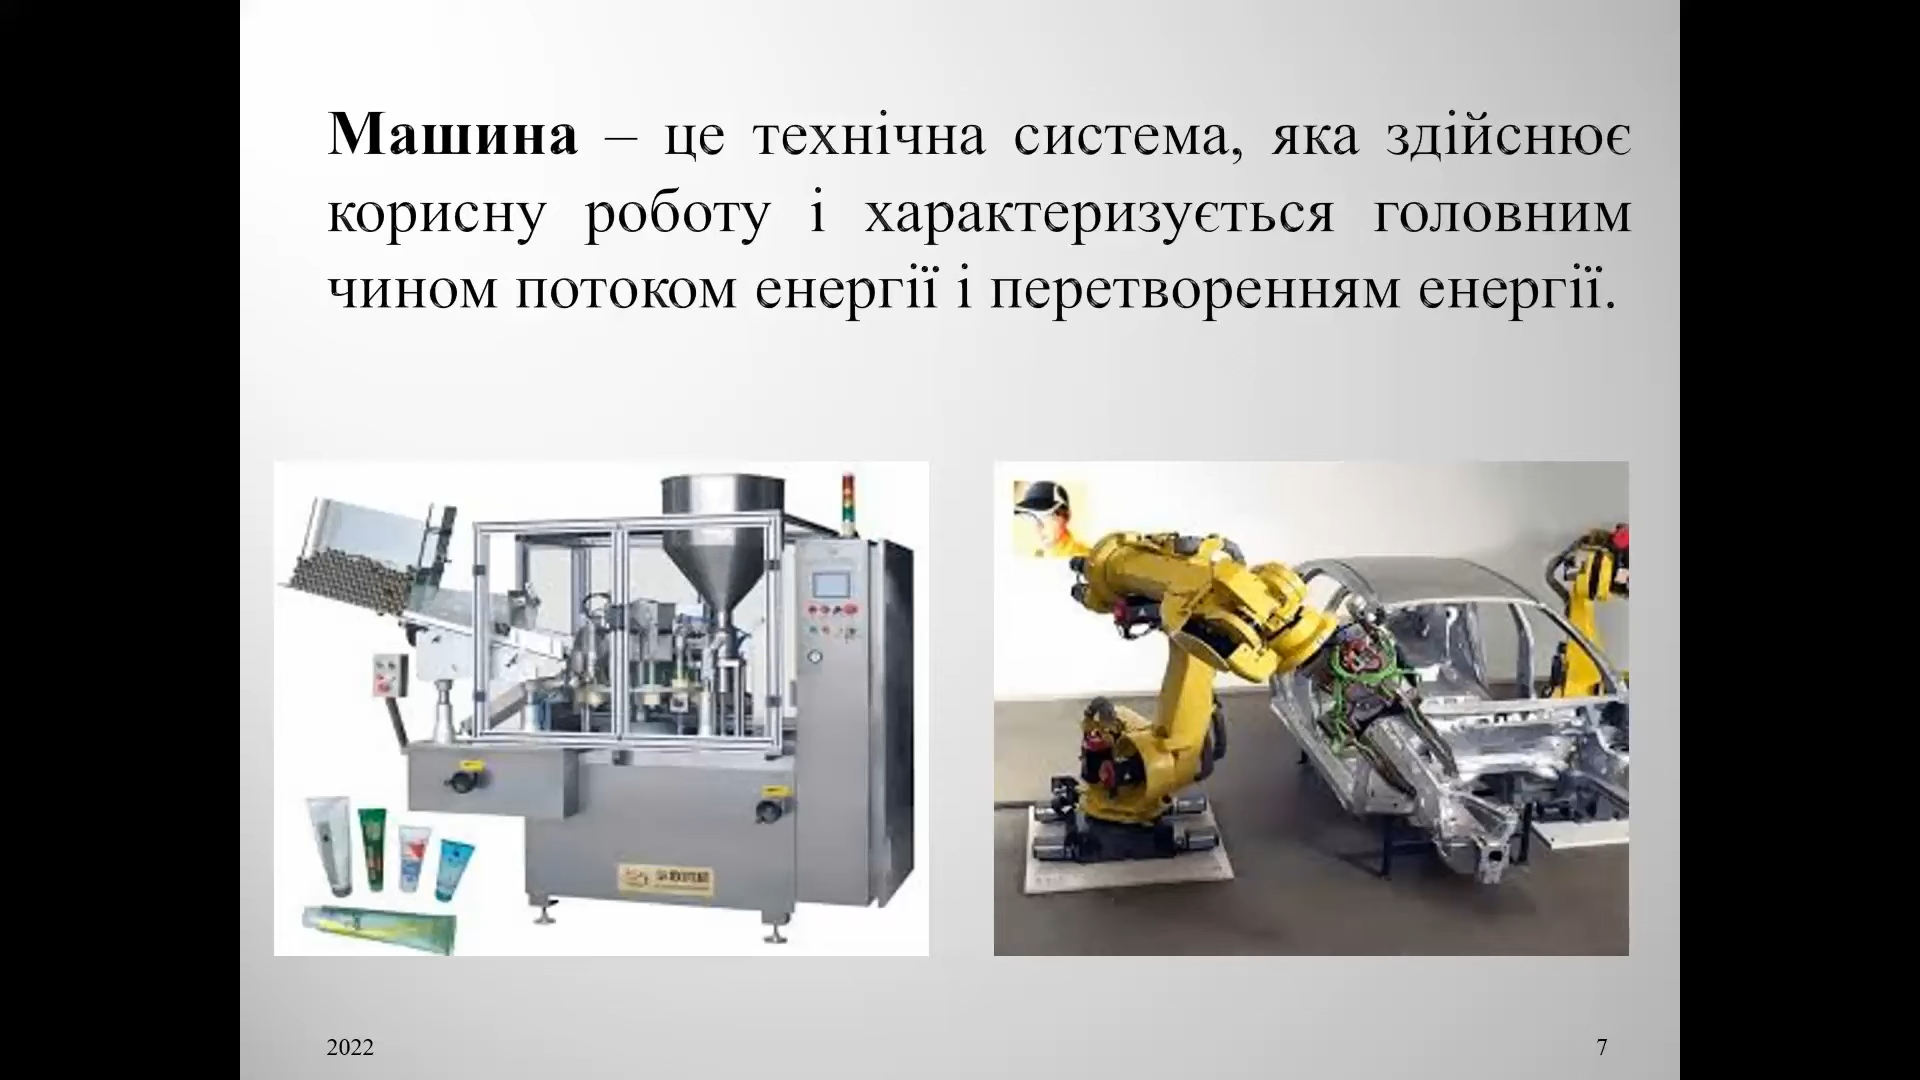 Машина – це технічна система, яка здійснює
корисну роботу і характеризується головним
чином потоком енергії і перетворенням енергії.
2022
7